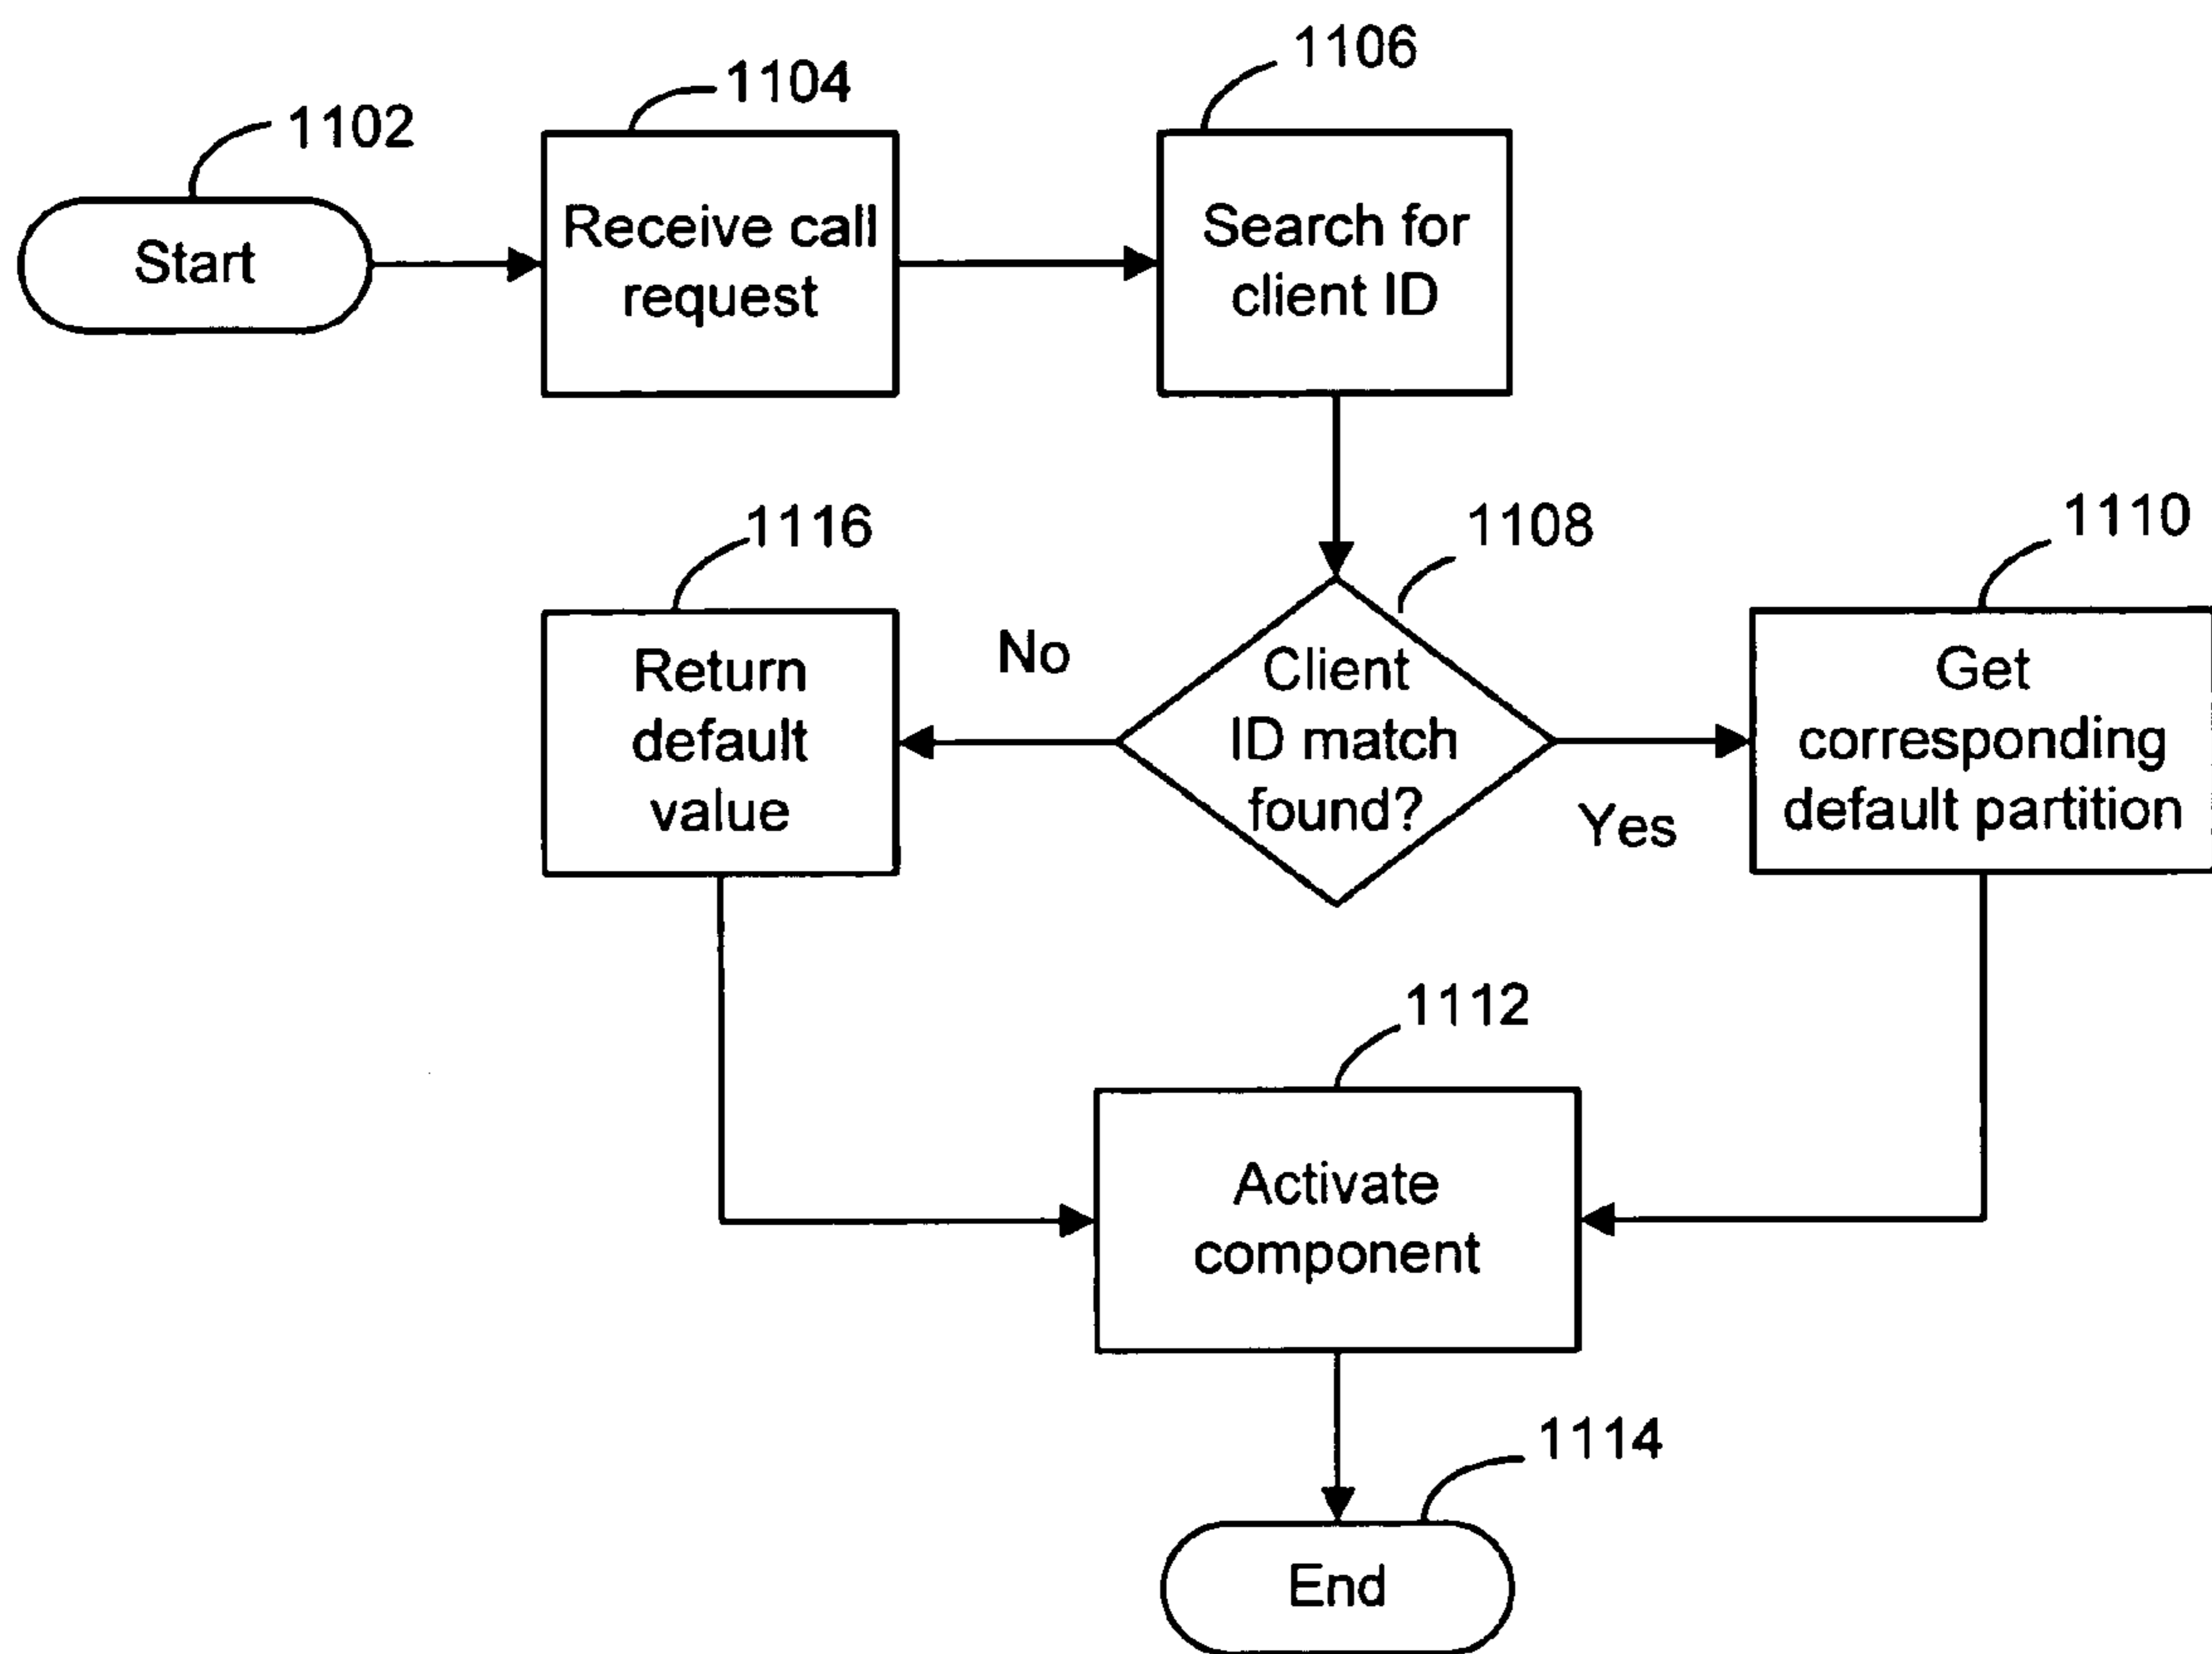 1102
Start
1104
Receive call
request
1106
Search for
client ID
1108
Client
ID match
found?
No
Yes
1116
Return
default
value
1110
Get
corresponding
default partition
1112
Activate
component
1114
End